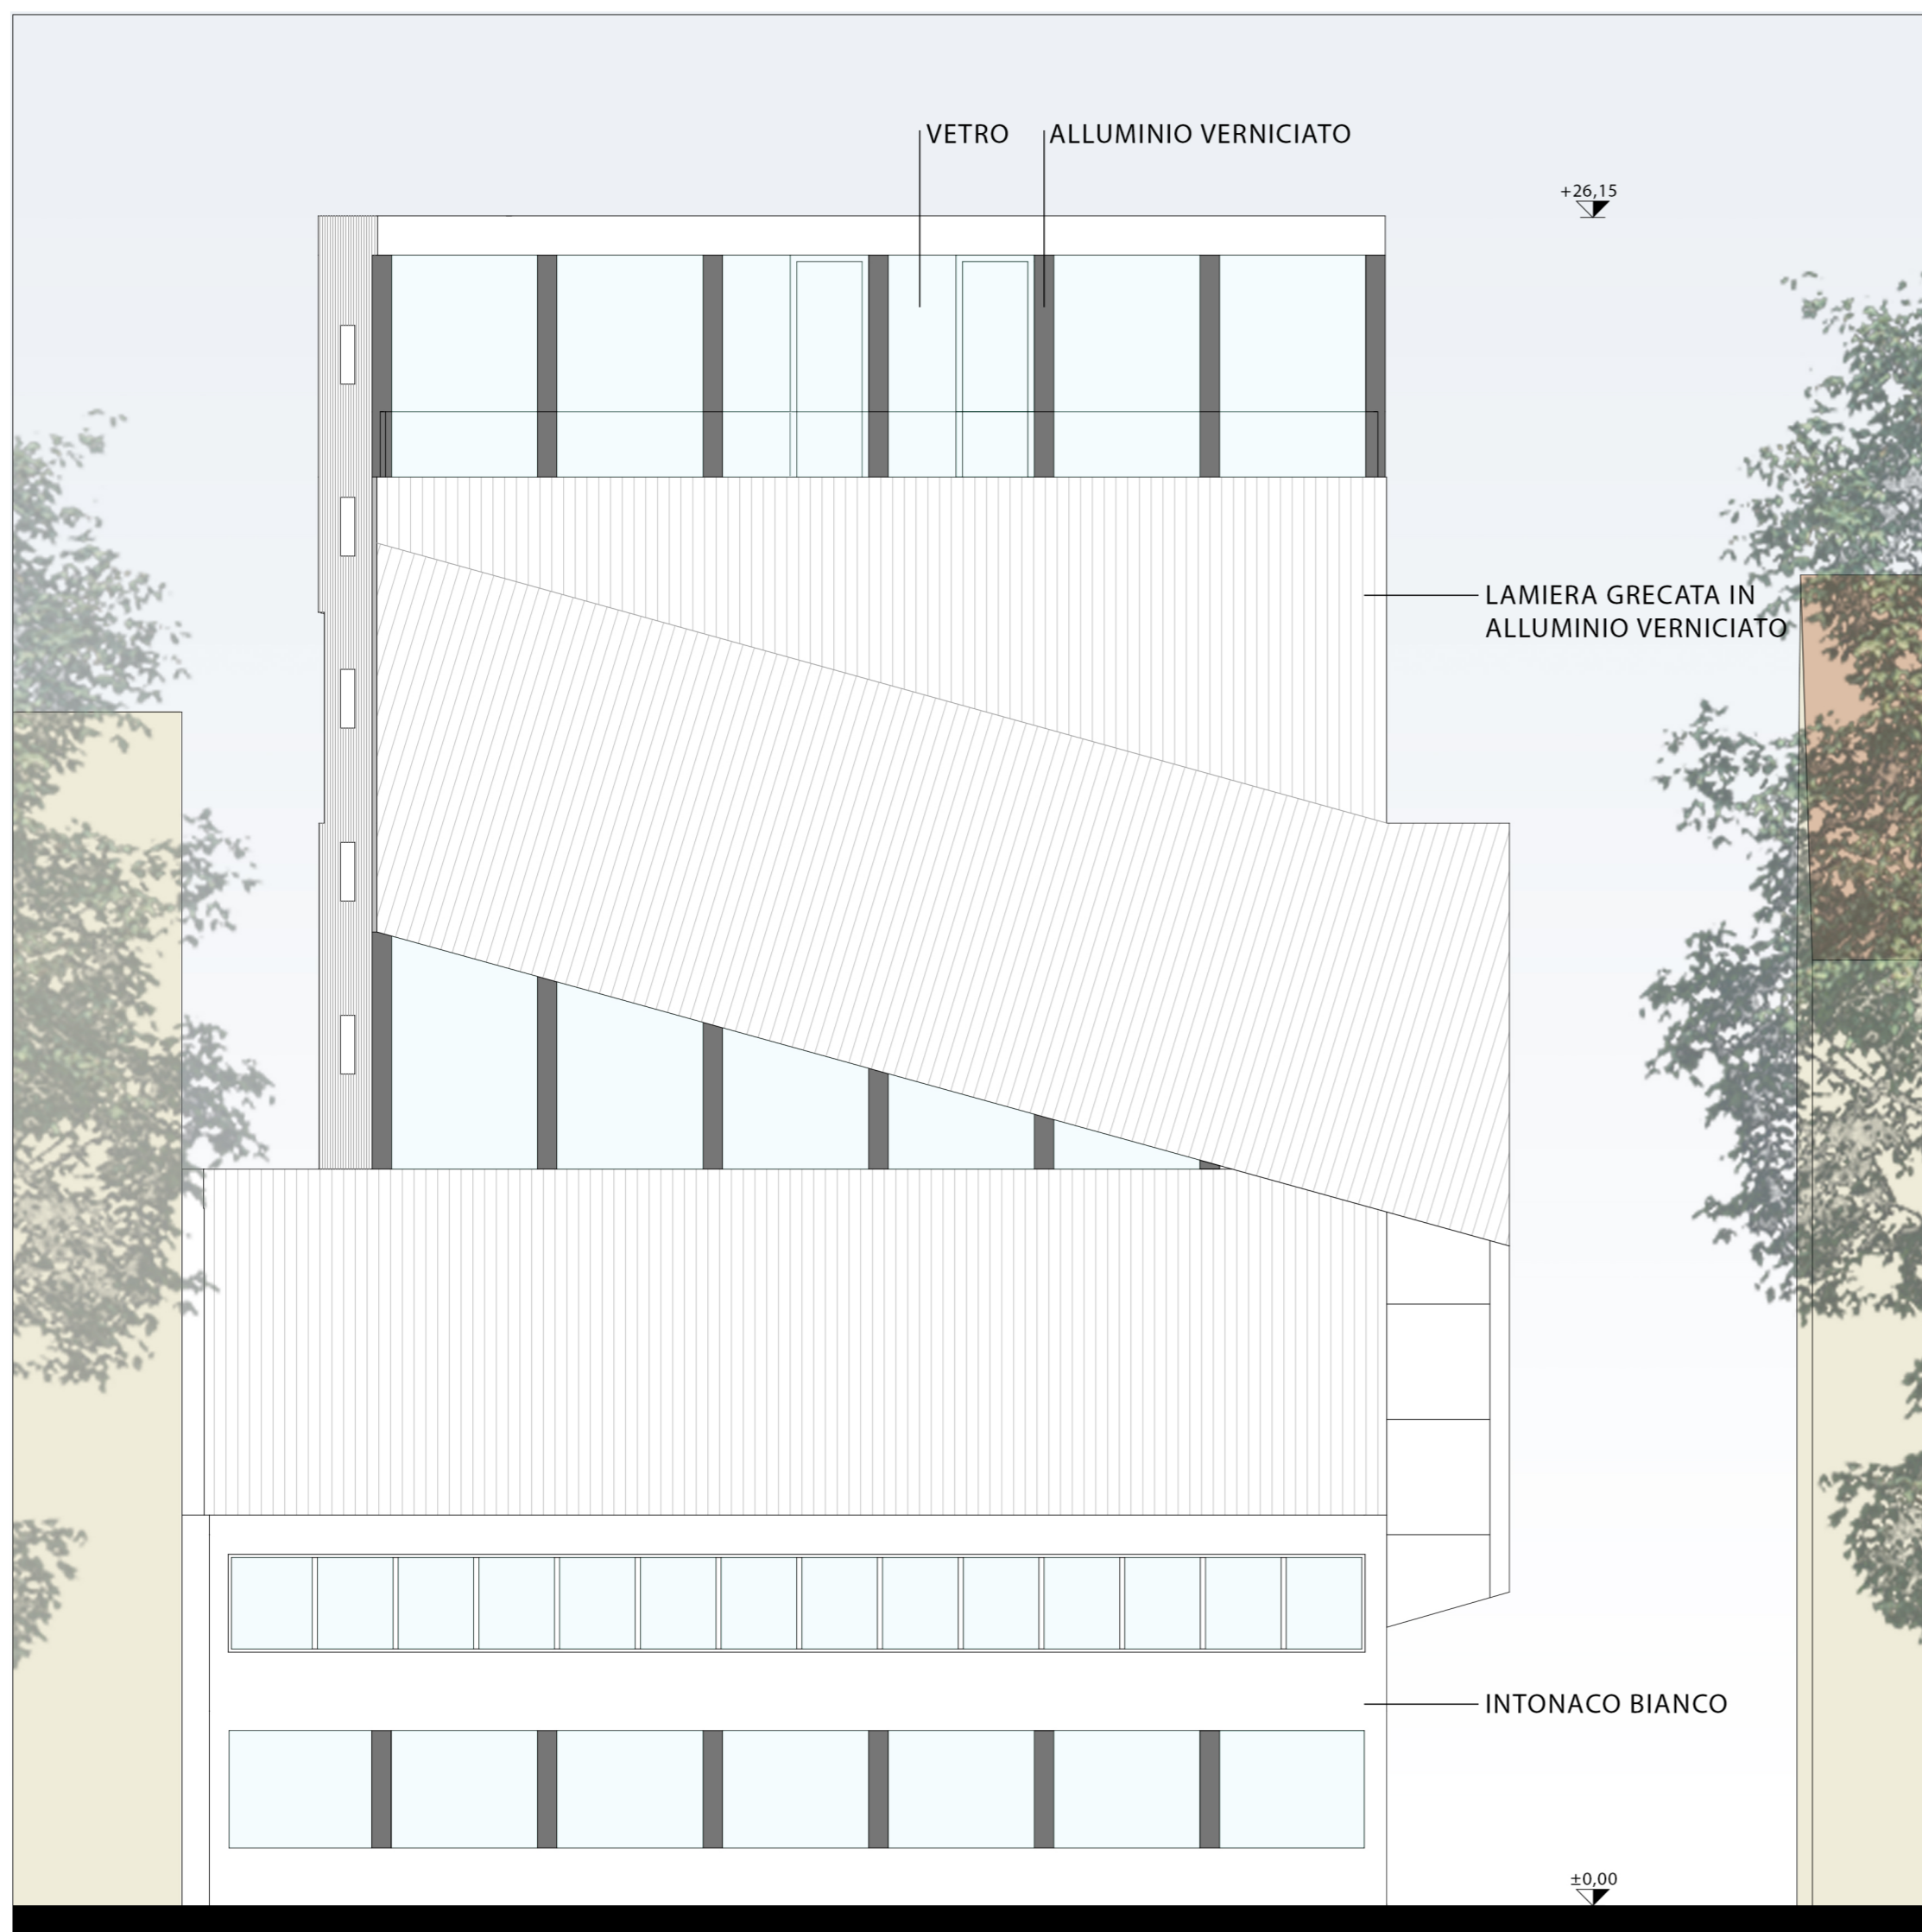 VETRO
ALLUMINIO VERNICIATO
+26,15
LAMIERA GRECATA IN
ALLUMINIO VERNICIATO
INTONACO BIANCO
±0,00